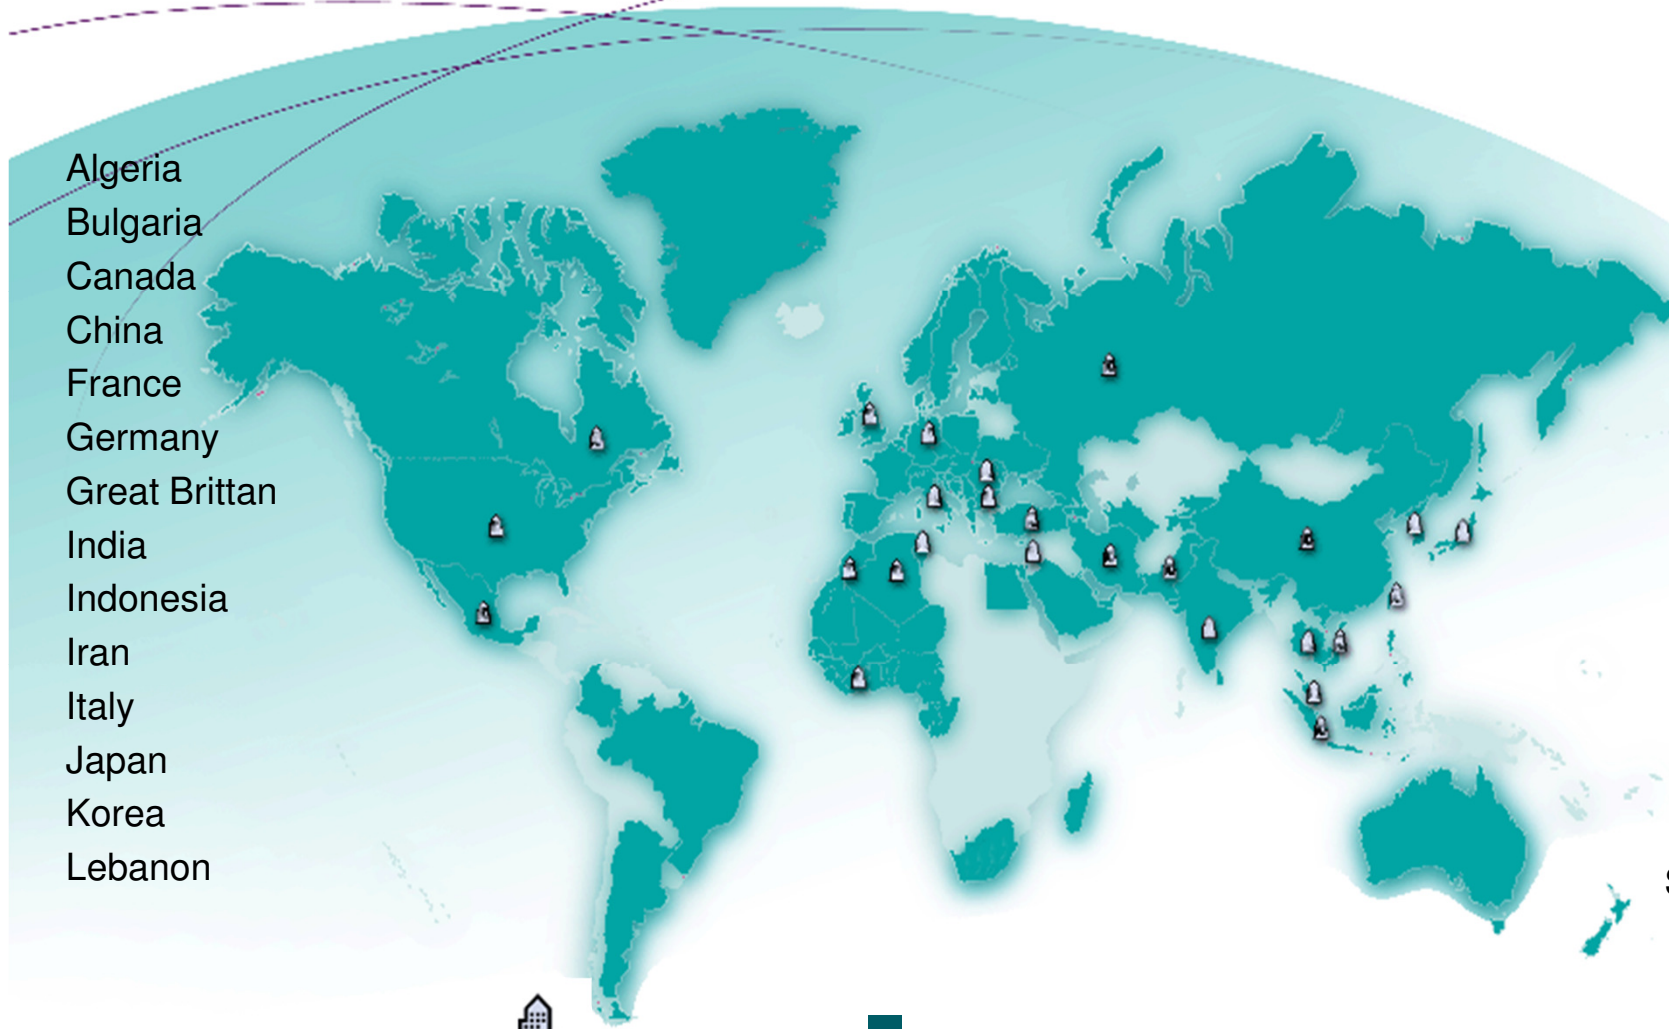 Algeria
Bulgaria
Canada
China
France
Germany
Great Brittan
India
Indonesia
Iran
Italy
Japan
Korea
Lebanon